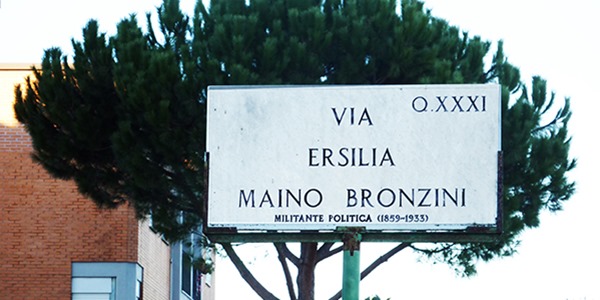 Q.XXXI
VIA
ERSILIA
MAINO BRONZINI
MILITANTE POLITICA (1859-1933)